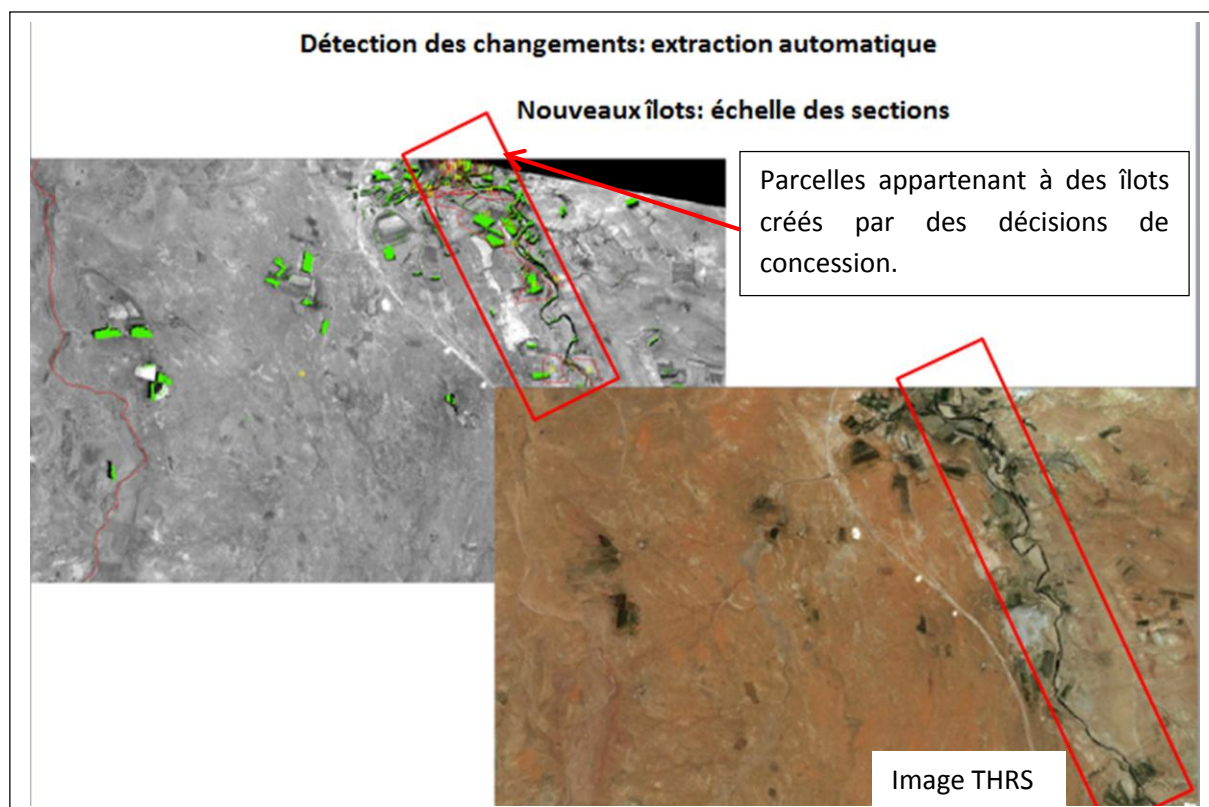 Détection des changements: extraction automatique
Nouveaux îlots: échelle des sections
Parcelles appartenant à des îlots
créés par des décisions de
concession.
Image THRS